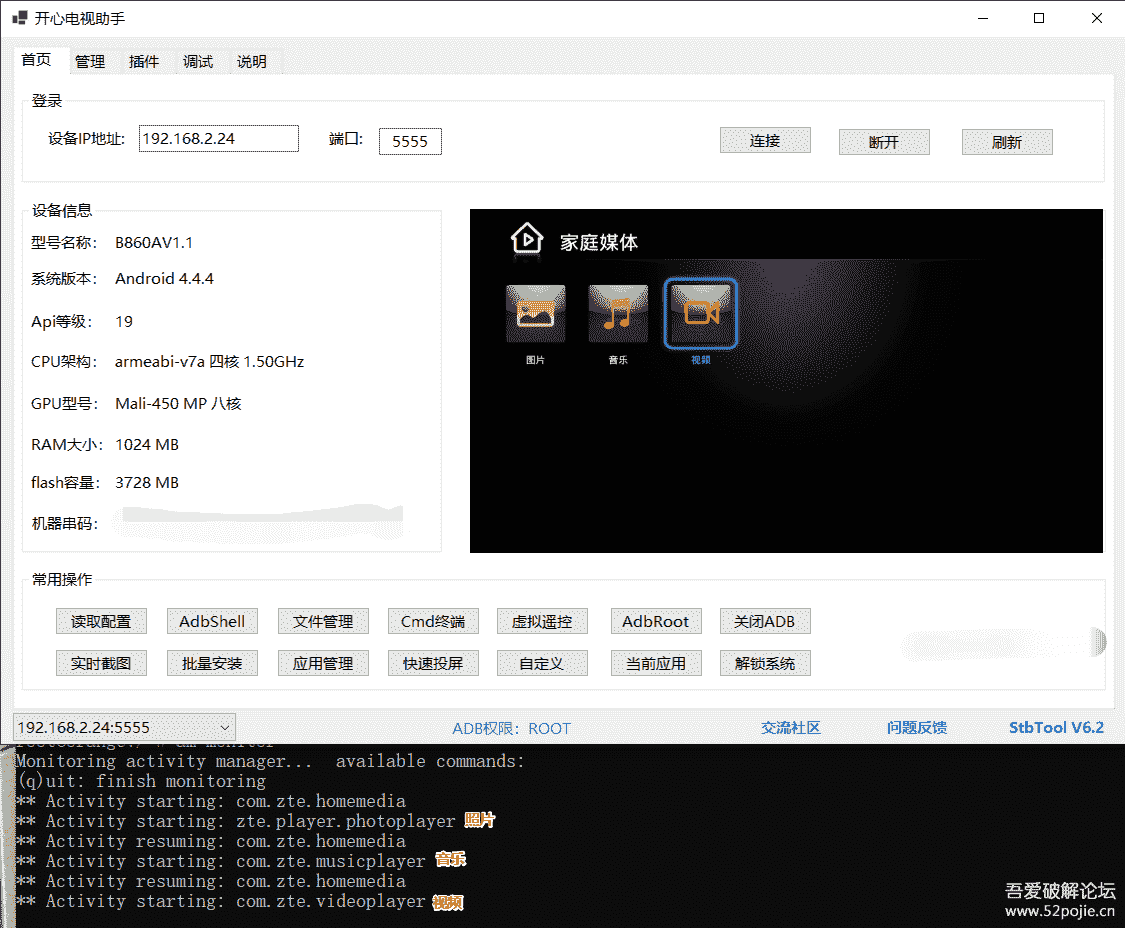 开心电视助手
首页 管理 插件 调试 说明
登录
设备IP地址: 192.168.2.24 端口: 5555 连接 断开 刷新
设备信息
型号名称: B860AV1.1
系统版本: Android 4.4.4
Api等级: 19
CPU架构: armeabi-v7a 四核 1.50GHz
GPU型号: Mali-450 MP 八核
RAM大小: 1024 MB
flash容量: 3728 MB
机器串码:
家庭媒体
图片 音乐 视频
常用操作
读取配置 AdbShell 文件管理 Cmd终端 虚拟遥控 AdbRoot 关闭ADB
实时截图 批量安装 应用管理 快速投屏 自定义 当前应用 解锁系统
192.168.2.24:5555 ADB权限: ROOT 交流社区 问题反馈 StbTool V6.2
Monitoring activity manager... available commands:
(q)uit: finish monitoring
** Activity starting: com.zte.homemedia
** Activity starting: zte.player.photoplayer 照片
** Activity resuming: com.zte.homemedia
** Activity starting: com.zte.musicplayer 音乐
** Activity resuming: com.zte.homemedia
** Activity starting: com.zte.videoplayer 视频
吾爱破解论坛
www.52pojie.cn